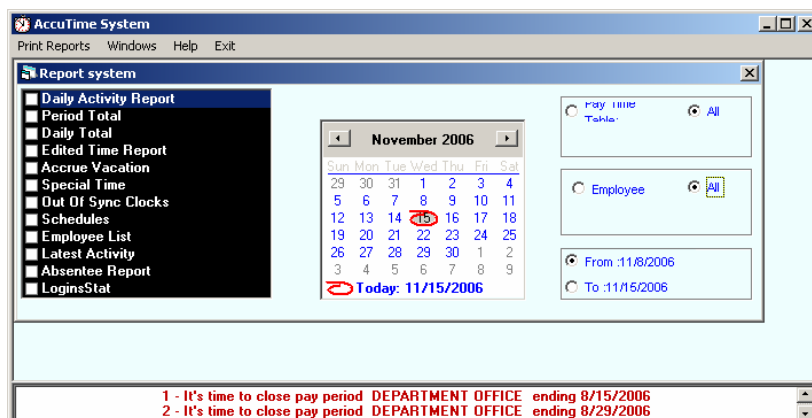 AccuTime System
Print Reports Windows Help Exit
Report system
Daily Activity Report
Period Total
Daily Total
Edited Time Report
Accrue Vacation
Special Time
Out Of Sync Clocks
Schedules
Employee List
Latest Activity
Absentee Report
LoginsStat
November 2006
Sun Mon Tue Wed Thu Fri Sat
29 30 31 1 2 3 4
5 6 7 8 9 10 11
12 13 14 15 16 17 18
19 20 21 22 23 24 25
26 27 28 29 30 1 2
3 4 5 6 7 8 9
Today: 11/15/2006
Pay Time
Table:
All
Employee
All
From :11/8/2006
To :11/15/2006
1 - It's time to close pay period DEPARTMENT OFFICE ending 8/15/2006
2 - It's time to close pay period DEPARTMENT OFFICE ending 8/29/2006